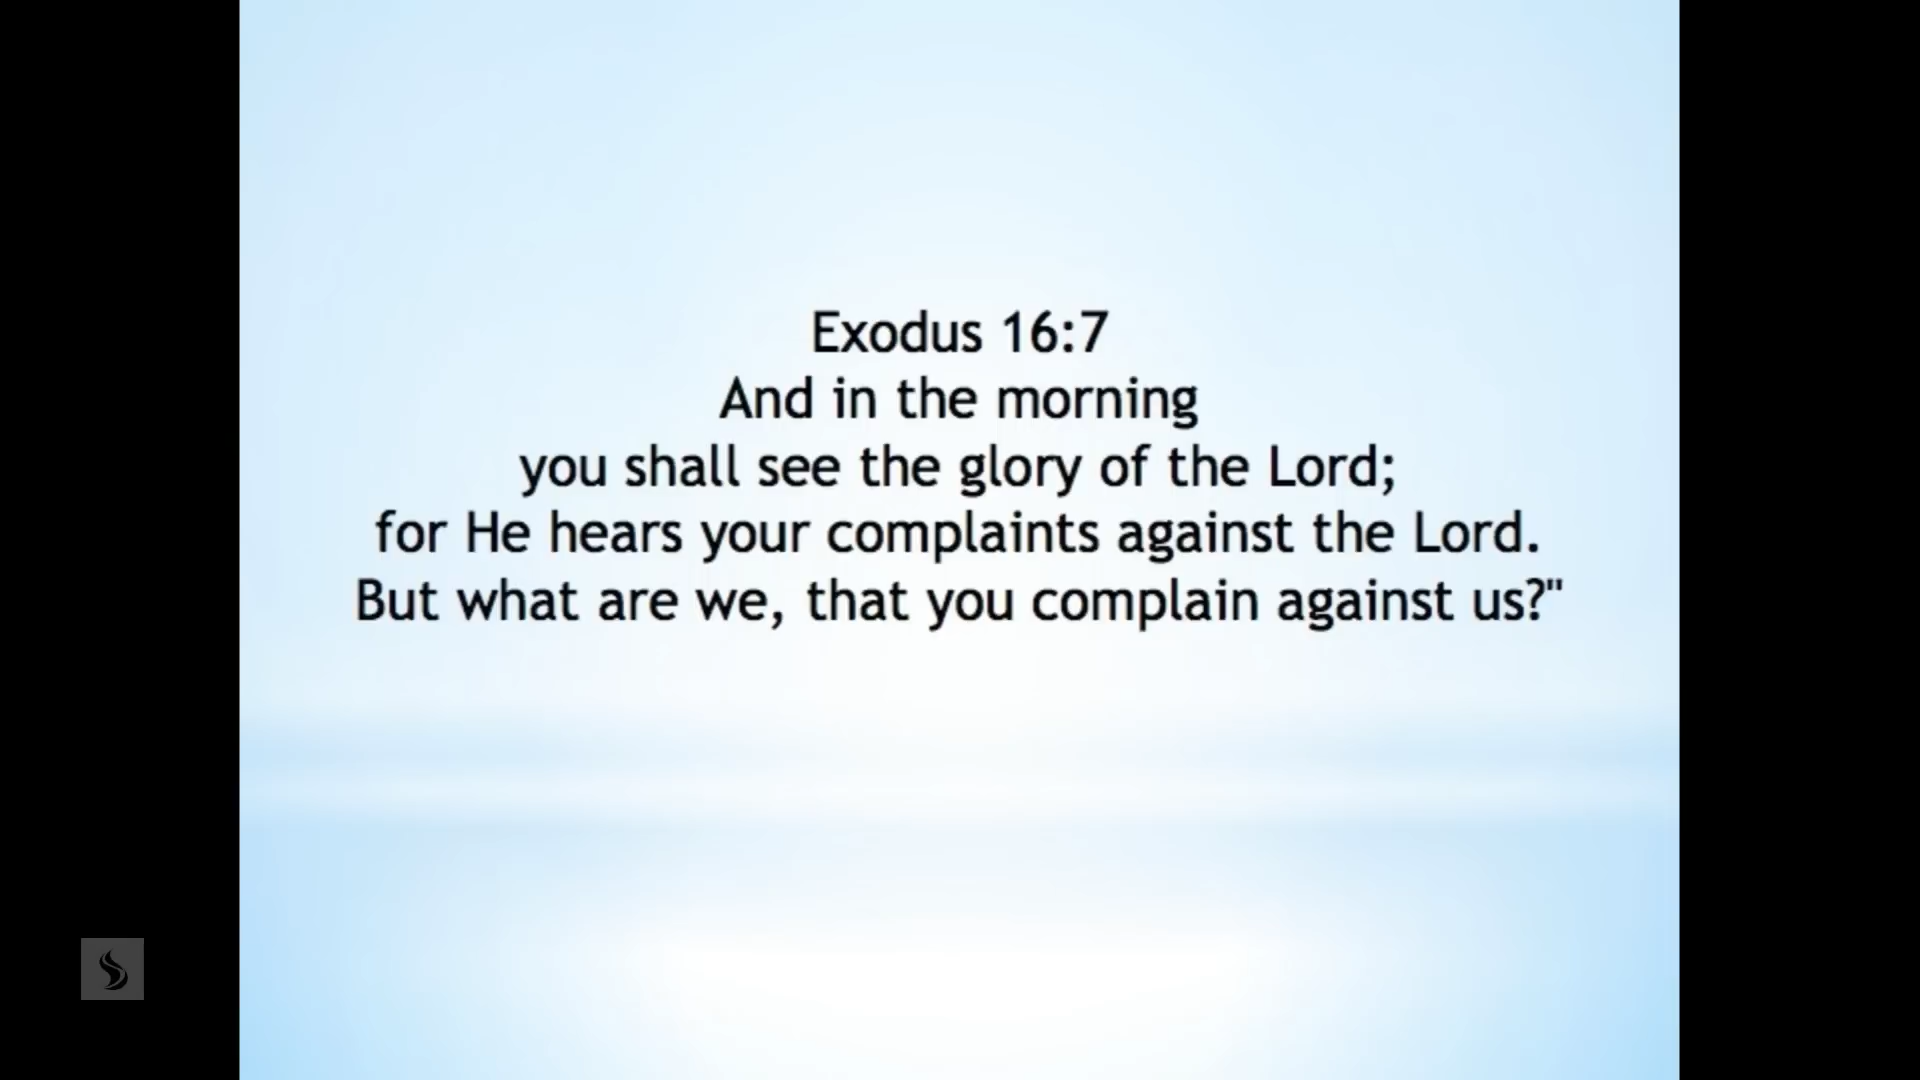 Exodus 16:7
And in the morning
you shall see the glory of the Lord;
for He hears your complaints against the Lord.
But what are we, that you complain against us?"